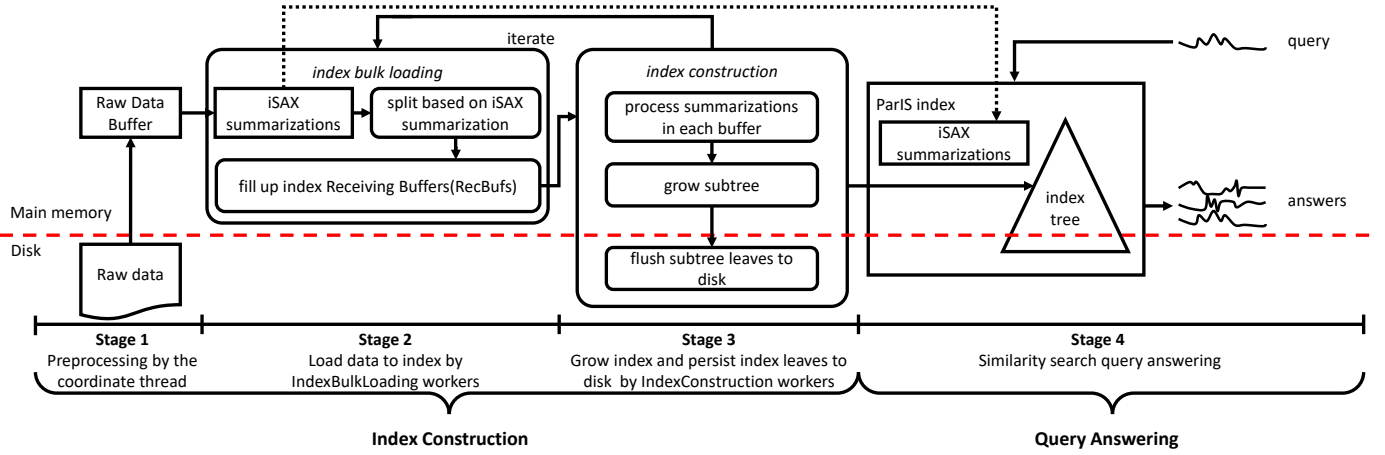 iterate
query
index bulk loading
index construction
Raw Data
Buffer
iSAX
summarizations
split based on iSAX
summarization
process summarizations
in each buffer
ParIS index
iSAX
summarizations
fill up index Receiving Buffers(RecBufs)
grow subtree
index
tree
answers
Main memory
Disk
Raw data
flush subtree leaves to
disk
Stage 1
Preprocessing by the
coordinate thread
Stage 2
Load data to index by
IndexBulkLoading workers
Stage 3
Grow index and persist index leaves to
disk by IndexConstruction workers
Stage 4
Similarity search query answering
Index Construction
Query Answering